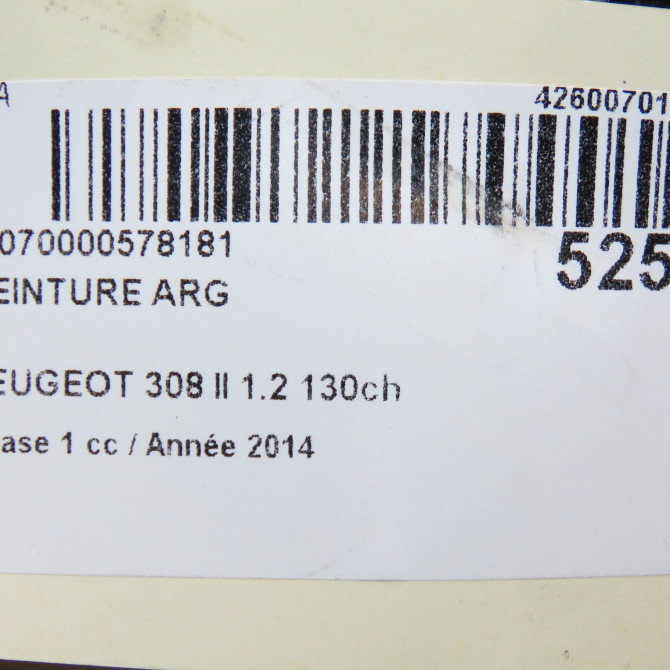 A 42600701
070000578181
525
EINTURE ARG
EUGEOT 308 II 1.2 130ch
ase 1 cc / Année 2014